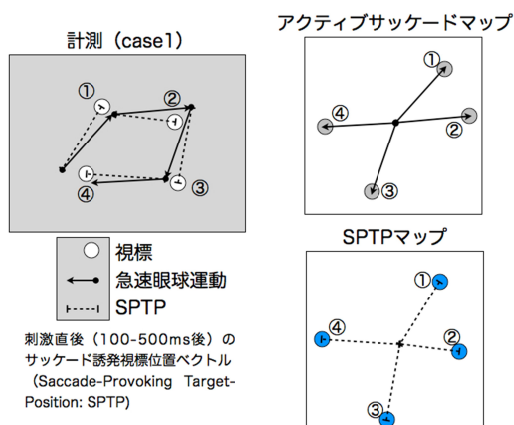 計測（case1）
①
②
③
④
視標
急速眼球運動
SPTP
刺激直後（100-500ms後）の
サッケード誘発視標位置ベクトル
（Saccade-Provoking Target-
Position: SPTP)
アクティブサッケードマップ
①
②
③
④
SPTPマップ
①
②
③
④